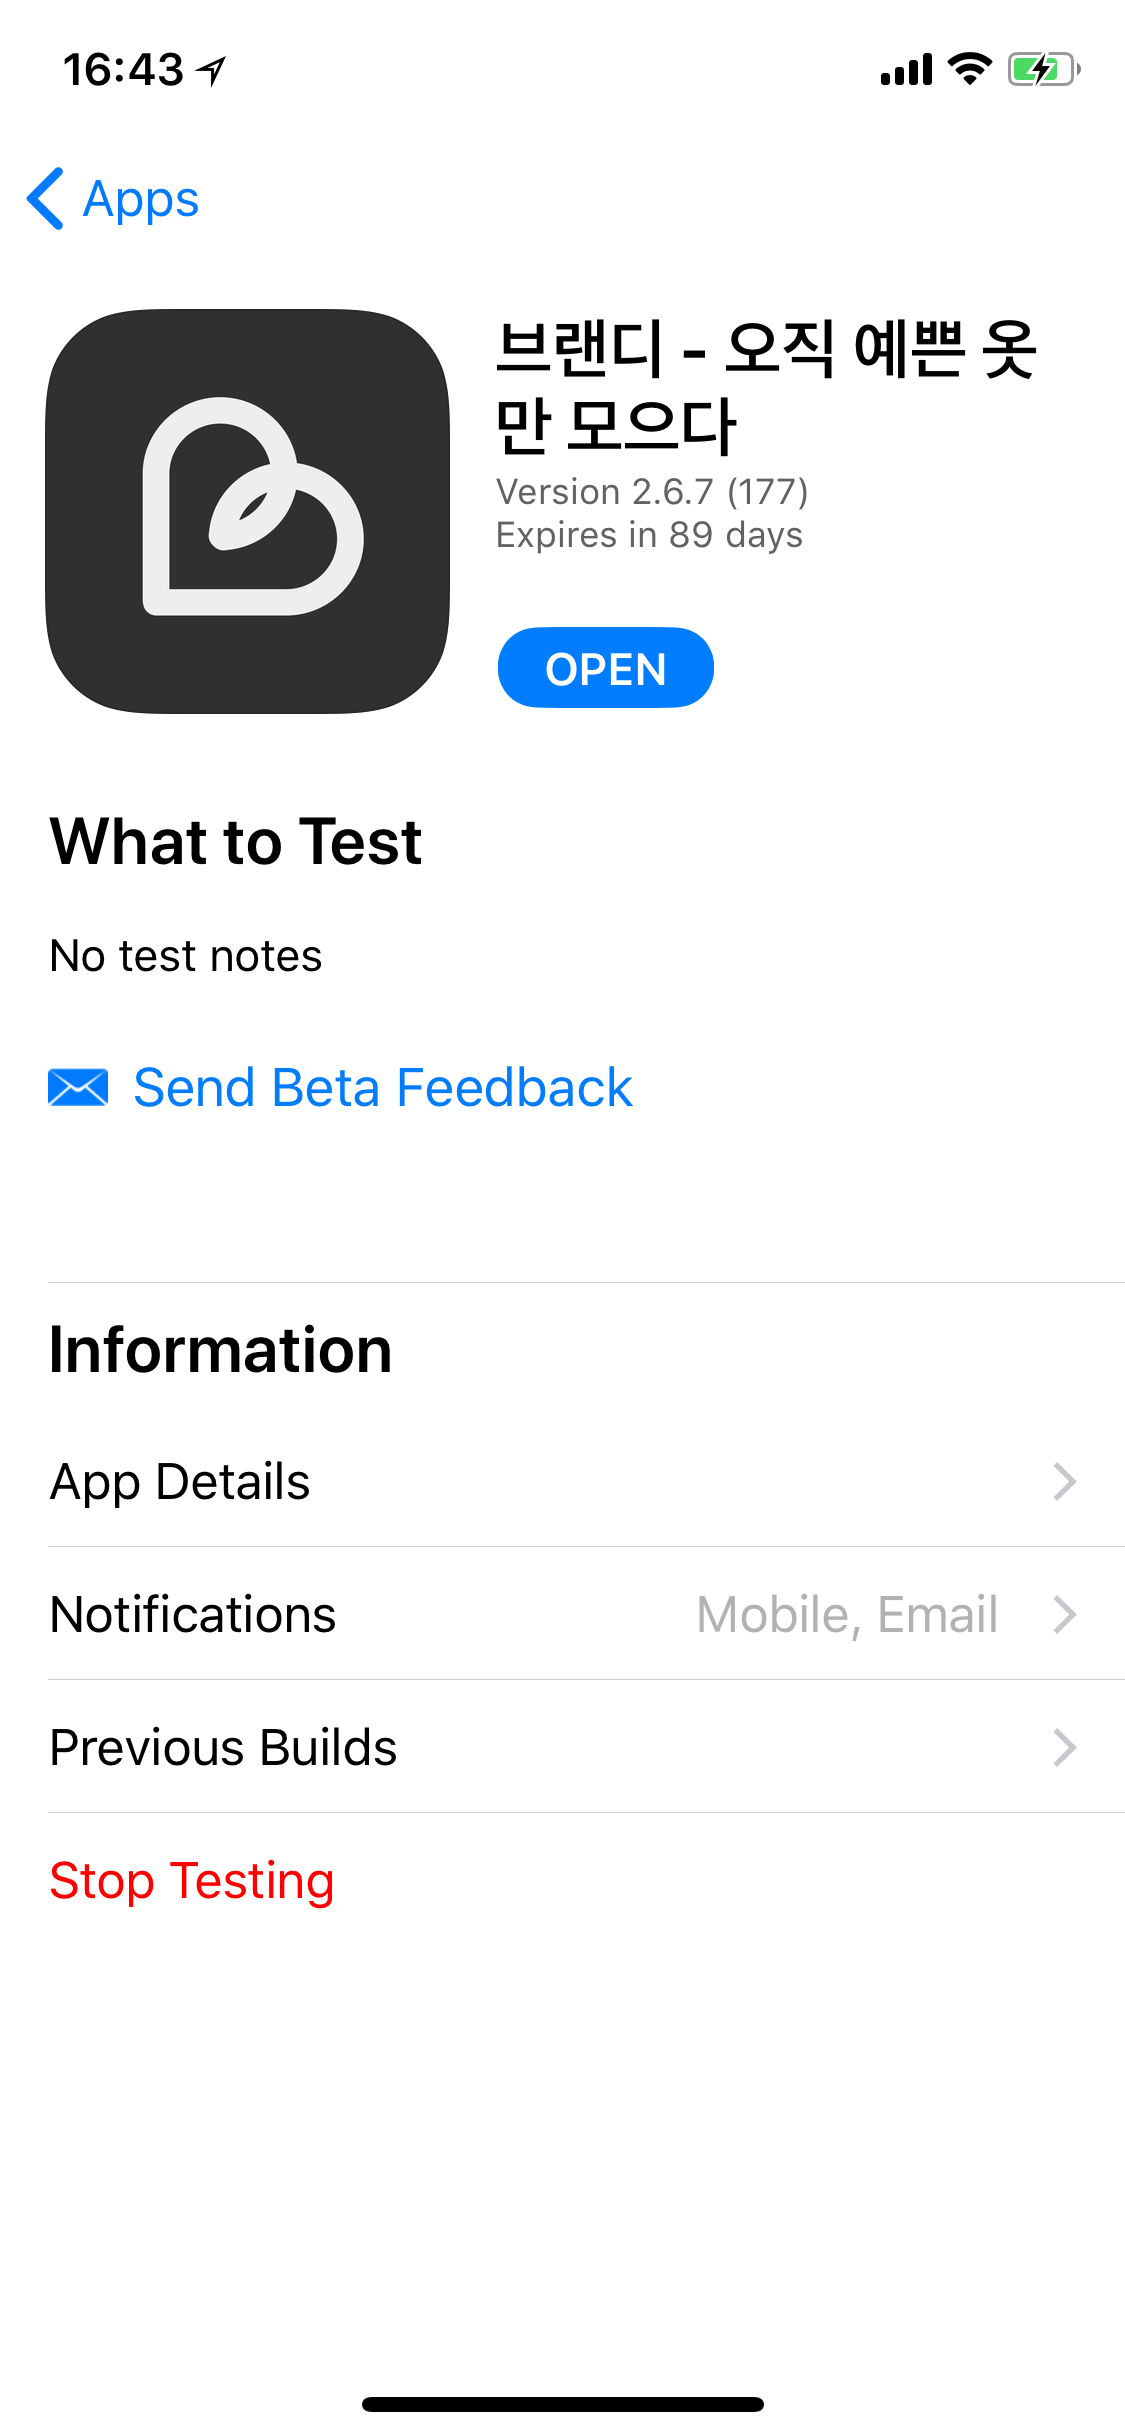 16:43
Apps
브랜디 - 오직 예쁜 옷
만 모으다
Version 2.6.7 (177)
Expires in 89 days
OPEN
What to Test
No test notes
Send Beta Feedback
Information
App Details
Notifications Mobile, Email
Previous Builds
Stop Testing